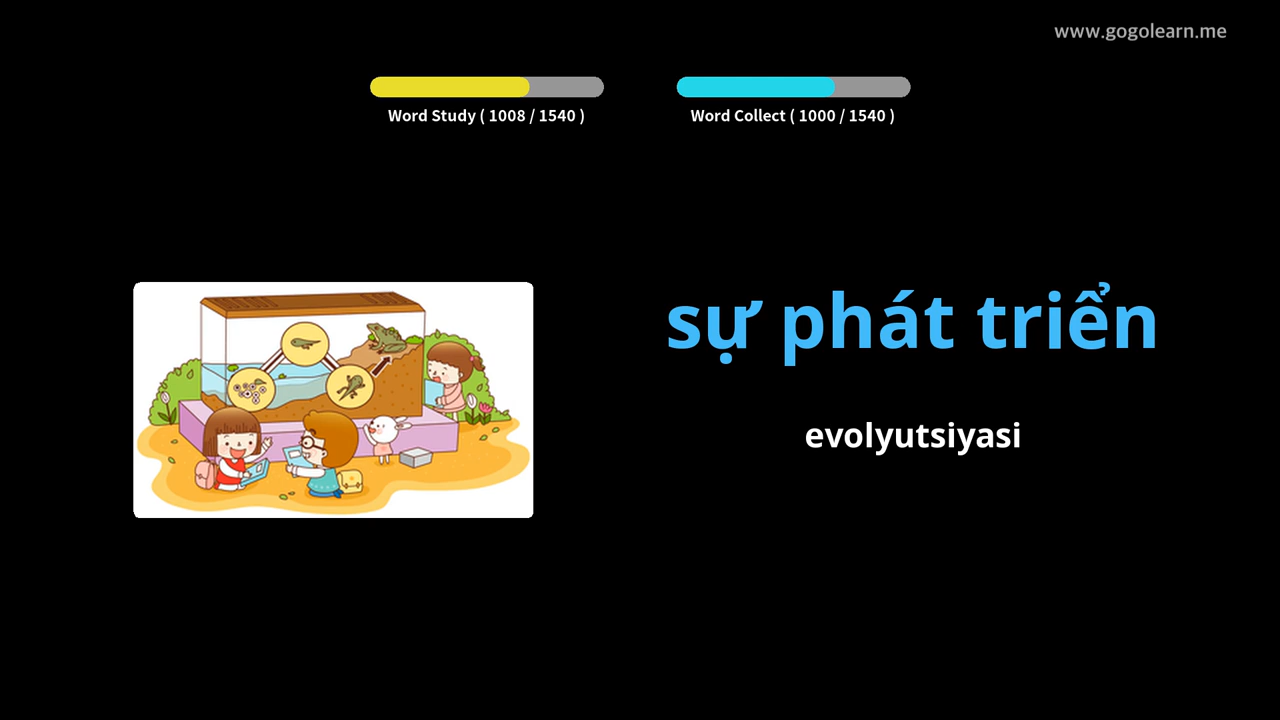 www.gogolearn.me
Word Study ( 1008 / 1540 )
Word Collect ( 1000 / 1540 )
sự phát triển
evolyutsiyasi